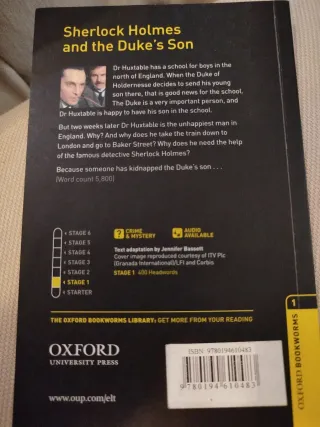 Sherlock Holmes
and the Duke's Son
Dr Huxtable has a school for boys in the
north of England. When the Duke of
Holdernesse decides to send his young
son there, that is good news for the school.
The Duke is a very important person, and
Dr Huxtable is happy to have his son in the school.
But two weeks later Dr Huxtable is the unhappiest man in
England. Why? And why does he take the train down to
London and go to Baker Street? Why does he need the help
of the famous detective Sherlock Holmes?
Because someone has kidnapped the Duke's son . . .
(Word count 5,800)
STAGE 6
STAGE 5
STAGE 4
STAGE 3
STAGE 2
STAGE 1
STARTER
? CRIME
& MYSTERY
AUDIO
AVAILABLE
Text adaptation by Jennifer Bassett
Cover image reproduced courtesy of ITV Plc
(Granada International)/LFI and Corbis
STAGE 1 400 Headwords
THE OXFORD BOOKWORMS LIBRARY: GET MORE FROM YOUR READING
OXFORD
UNIVERSITY PRESS
www.oup.com/elt
ISBN 9780194610483
9 780194 610483
1
OXFORD BOOKWORMS